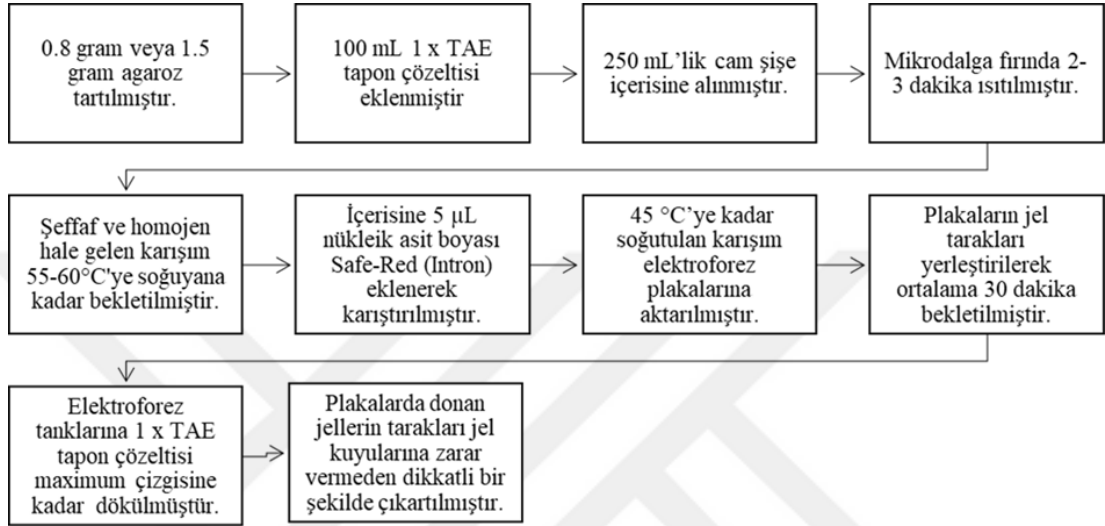 0.8 gram veya 1.5
gram agaroz
tartılmıştır.
100 mL 1 x TAE
tapon çözeltisi
eklenmiştir
250 mL’lik cam şişe
içerisine alınmıştır.
Mikrodalga fırında 2-
3 dakika ısıtılmıştır.
Şeffaf ve homojen
hale gelen karışım
55-60°C'ye soğuyana
kadar bekletilmiştir.
İçerisine 5 µL
nükleik asit boyası
Safe-Red (Intron)
eklenerek
karıştırılmıştır.
45 °C’ye kadar
soğutulan karışım
elektroforez
plakalarına
aktarılmıştır.
Plakaların jel
tarakları
yerleştirilerek
ortalama 30 dakika
bekletilmiştir.
Elektroforez
tanklarına 1 x TAE
tapon çözeltisi
maximum çizgisine
kadar dökülmüştür.
Plakalarda donan
jellerin tarakları jel
kuyularına zarar
vermeden dikkatli bir
şekilde çıkartılmıştır.